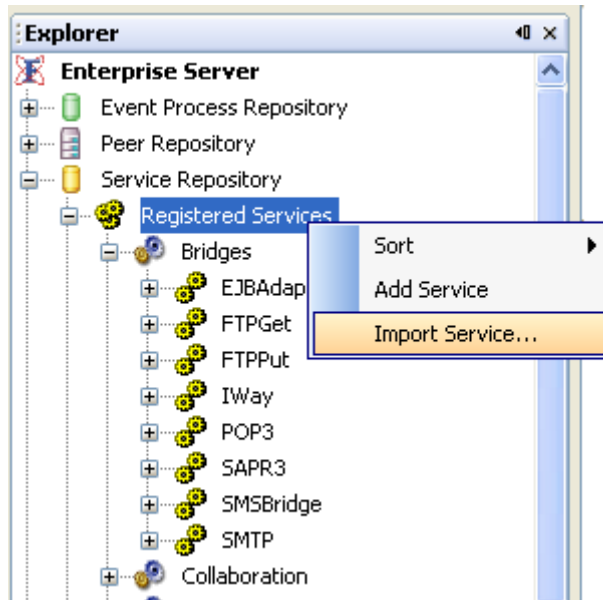 Explorer
Enterprise Server
Event Process Repository
Peer Repository
Service Repository
Registered Services
Bridges
Sort
EJBAdap
Add Service
FTPGet
Import Service...
FTPPut
IWay
POP3
SAPR3
SMSBridge
SMTP
Collaboration